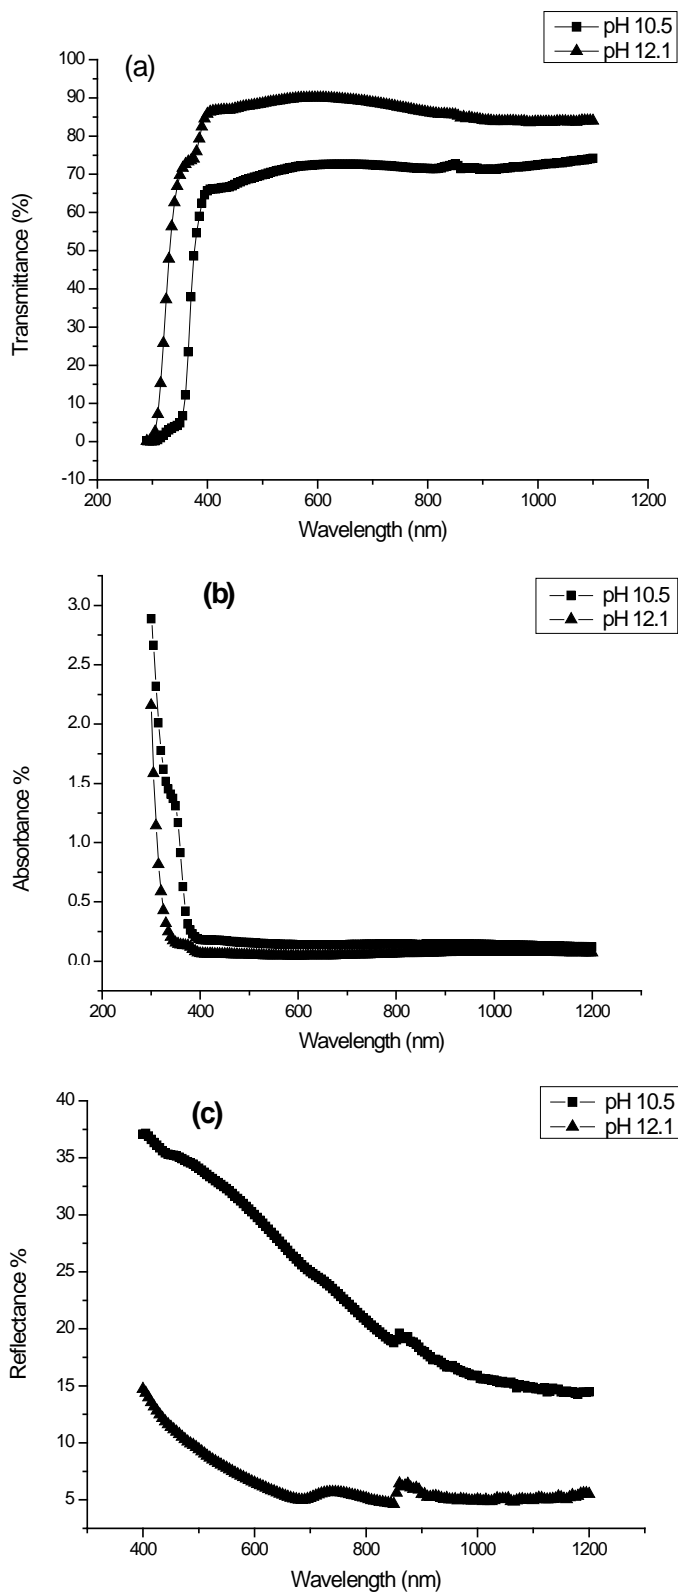 pH 10.5
pH 12.1
(a)
100
90
80
70
60
50
40
30
20
10
0
-10
Transmittance (%)
200 400 600 800 1000 1200
Wavelength (nm)
(b)
pH 10.5
pH 12.1
3.0
2.5
2.0
1.5
1.0
0.5
0.0
Absorbance %
200 400 600 800 1000 1200
Wavelength (nm)
(c)
pH 10.5
pH 12.1
40
35
30
25
20
15
10
5
Reflectance %
400 600 800 1000 1200
Wavelength (nm)